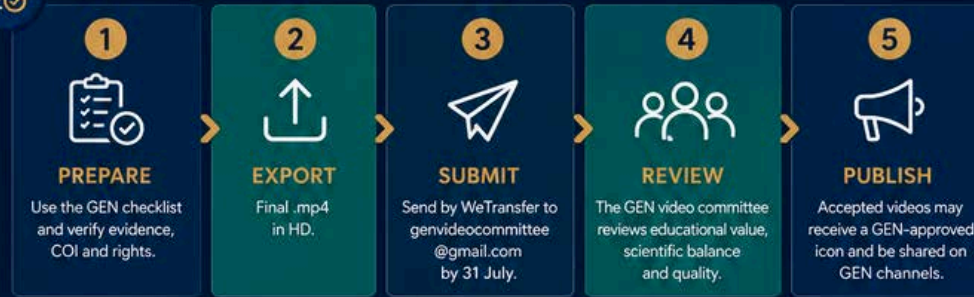 1
PREPARE
Use the GEN checklist
and verify evidence,
COI and rights.
2
EXPORT
Final .mp4
in HD.
3
SUBMIT
Send by WeTransfer to
genvideocommittee
@gmail.com
by 31 July.
4
REVIEW
The GEN video committee
reviews educational value,
scientific balance
and quality.
5
PUBLISH
Accepted videos may
receive a GEN-approved
icon and be shared on
GEN channels.